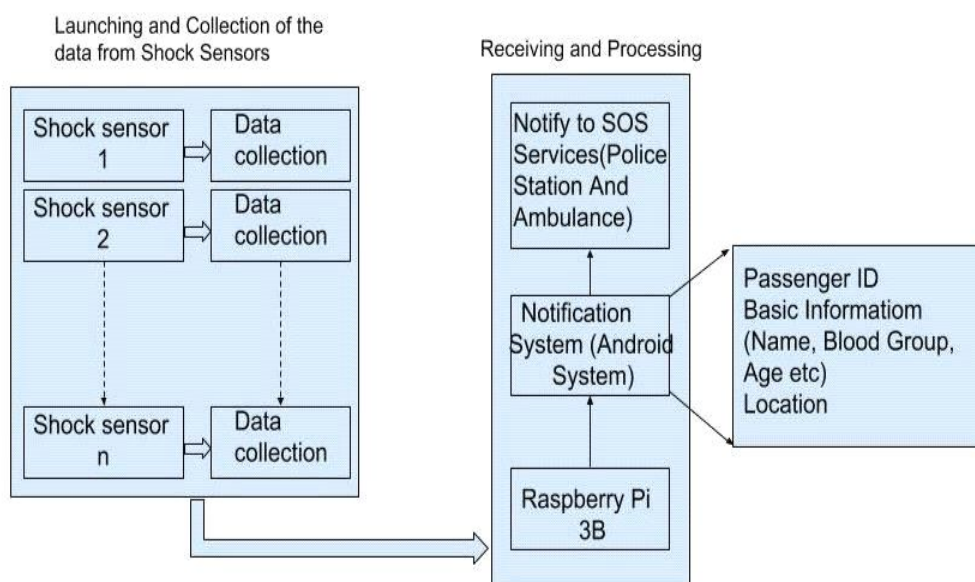 Launching and Collection of the
data from Shock Sensors
Shock sensor
1
Data
collection
Shock sensor
2
Data
collection
Shock sensor
n
Data
collection
Receiving and Processing
Notify to SOS
Services(Police
Station And
Ambulance)
Notification
System (Android
System)
Raspberry Pi
3B
Passenger ID
Basic Informatiom
(Name, Blood Group,
Age etc)
Location